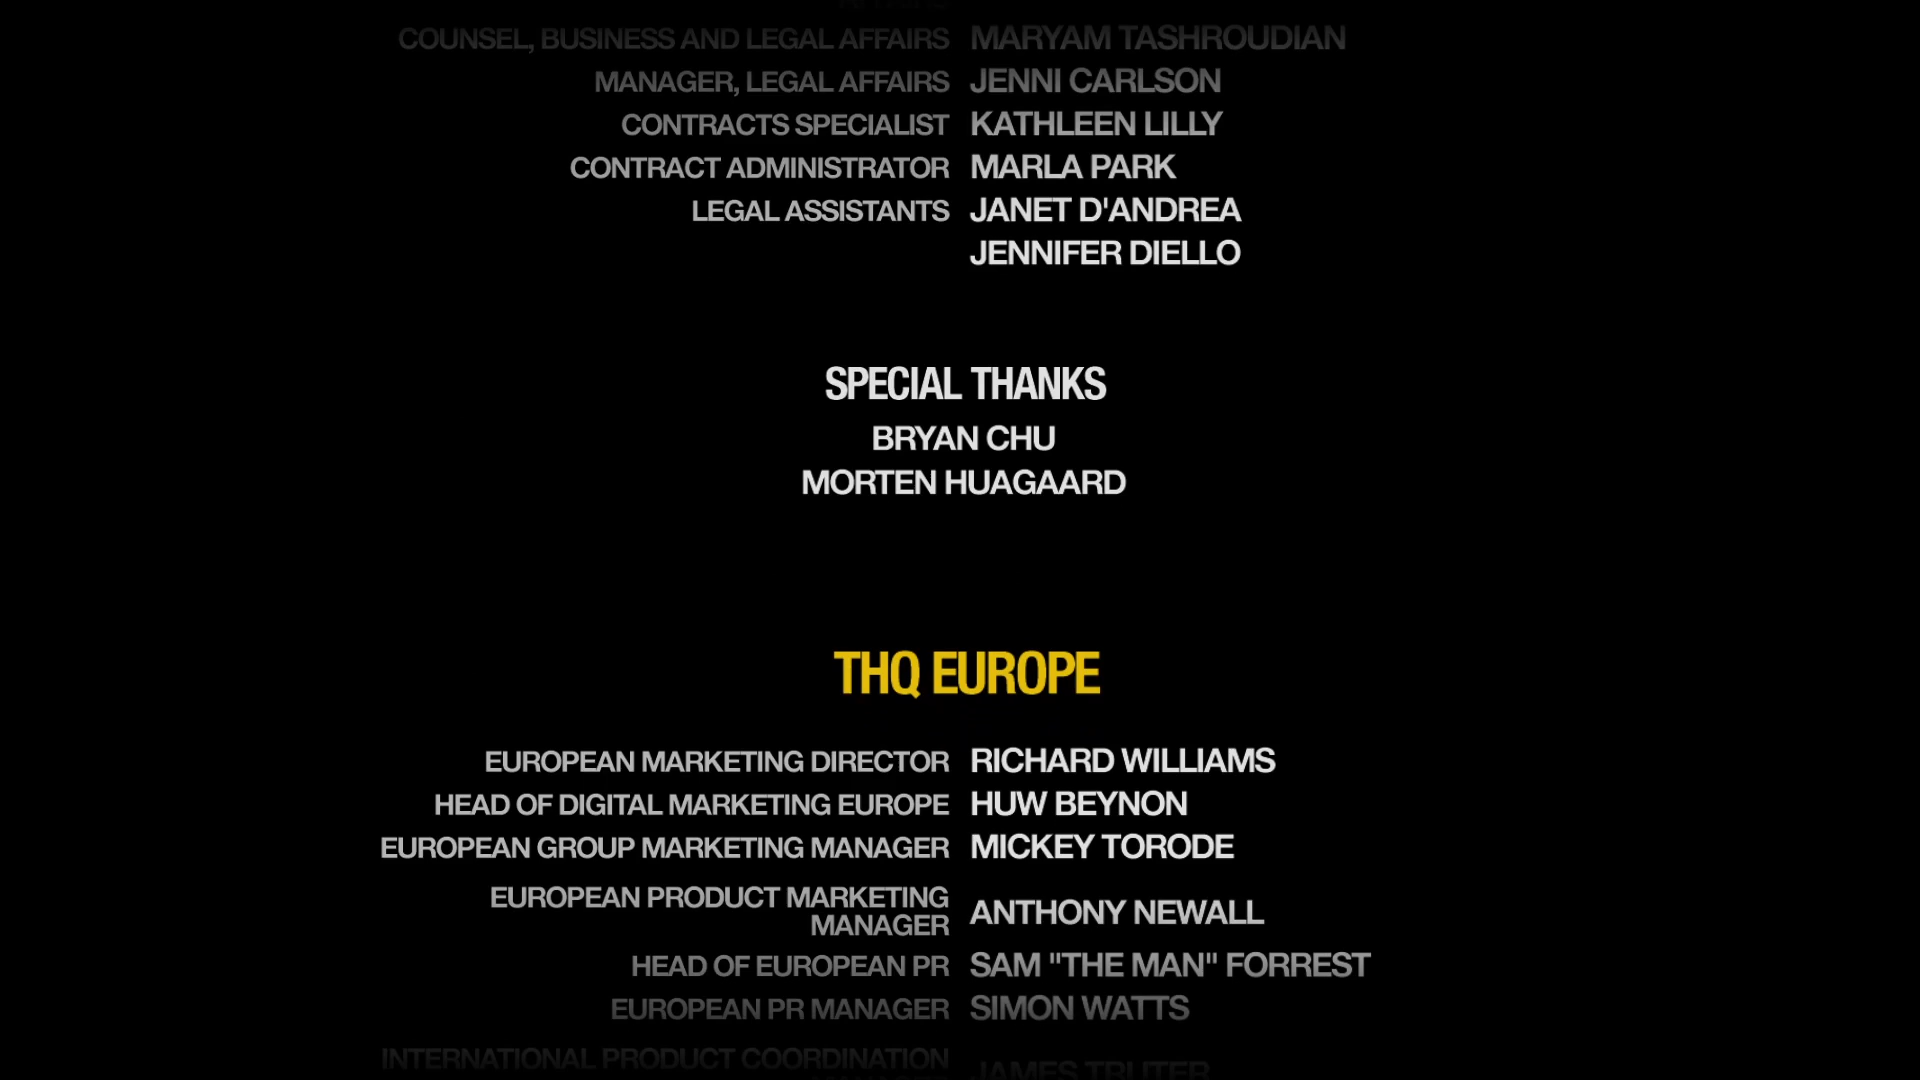 COUNSEL, BUSINESS AND LEGAL AFFAIRS MARYAM TASHROUDIAN
MANAGER, LEGAL AFFAIRS JENNI CARLSON
CONTRACTS SPECIALIST KATHLEEN LILLY
CONTRACT ADMINISTRATOR MARLA PARK
LEGAL ASSISTANTS JANET D'ANDREA
JENNIFER DIELLO
SPECIAL THANKS
BRYAN CHU
MORTEN HUAGAARD
THQ EUROPE
EUROPEAN MARKETING DIRECTOR RICHARD WILLIAMS
HEAD OF DIGITAL MARKETING EUROPE HUW BEYNON
EUROPEAN GROUP MARKETING MANAGER MICKEY TORODE
EUROPEAN PRODUCT MARKETING
MANAGER ANTHONY NEWALL
HEAD OF EUROPEAN PR SAM "THE MAN" FORREST
EUROPEAN PR MANAGER SIMON WATTS
INTERNATIONAL PRODUCT COORDINATION
JAMES TRUTER